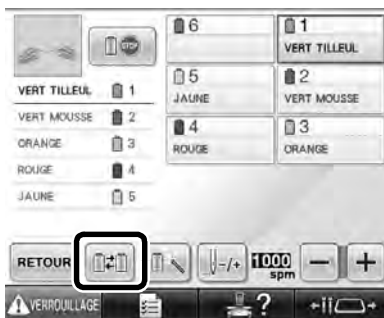 STOP
6
1
VERT TILLEUL
5
JAUNE
2
VERT MOUSSE
4
ROUGE
3
ORANGE
VERT TILLEUL 1
VERT MOUSSE 2
ORANGE 3
ROUGE 4
JAUNE 5
RETOUR
-/+
1000
spm
- +
VERROUILLAGE
?